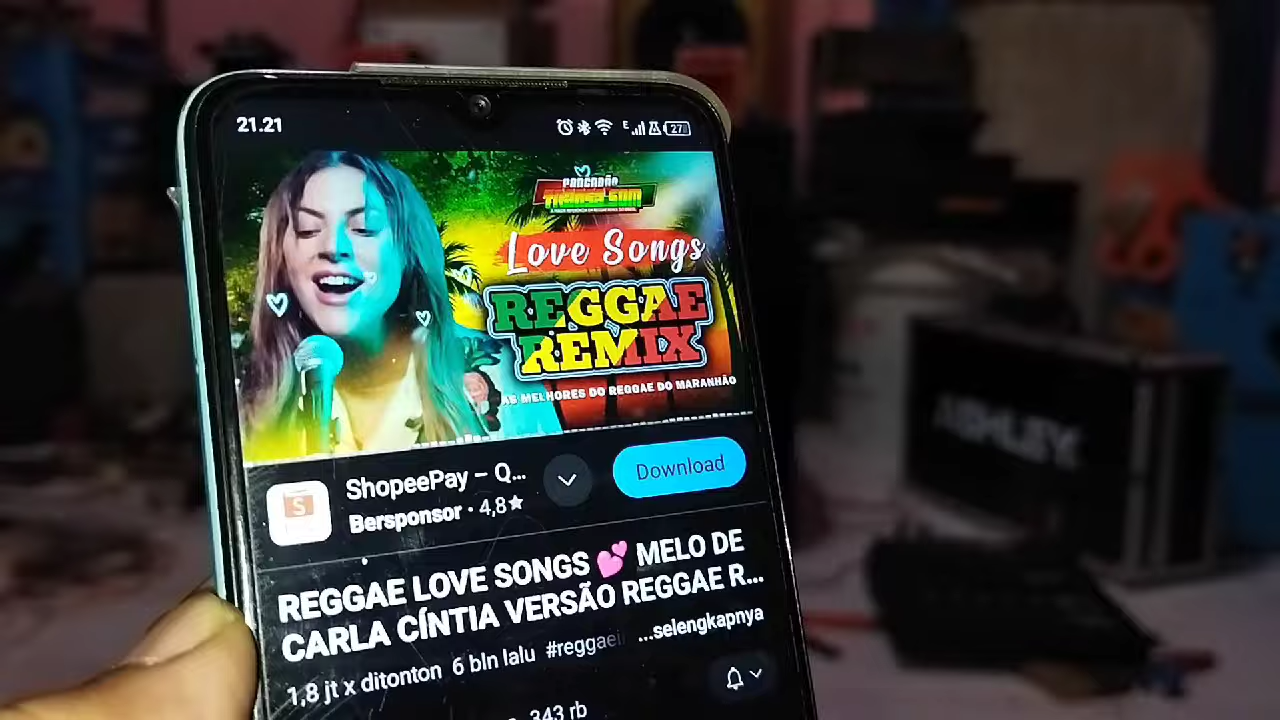 21.21
E
27
PANCADÃO
Love Songs
REGGAE
REMIX
AS MELHORES DO REGGAE DO MARANHÃO
S
ShopeePay – Q...
Bersponsor · 4,8★
Download
REGGAE LOVE SONGS 💕 MELO DE
CARLA CÍNTIA VERSÃO REGGAE R...
1,8 jt x ditonton 6 bln lalu #reggaei ...selengkapnya
343 rb
ASHLEY